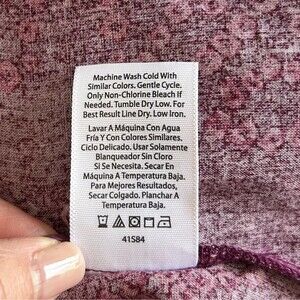 Machine Wash Cold With
Similar Colors. Gentle Cycle.
Only Non-Chlorine Bleach If
Needed. Tumble Dry Low. For
Best Result Line Dry. Low Iron.
Lavar A Máquina Con Agua
Fría Y Con Colores Similares.
Ciclo Delicado. Usar Solamente
Blanqueador Sin Cloro
Si Se Necesita. Secar En
Máquina A Temperatura Baja.
Para Mejores Resultados,
Secar Colgado. Planchar A
Temperatura Baja.
41584